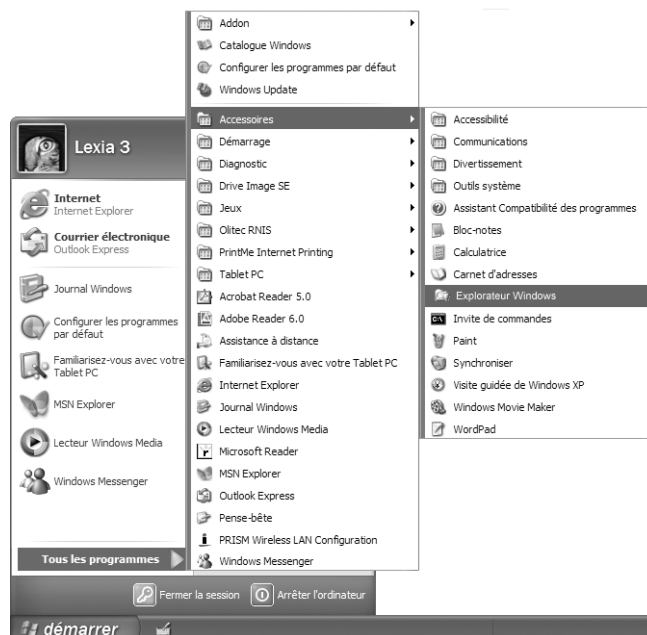 Addon
Catalogue Windows
Configurer les programmes par défaut
Windows Update
Accessoires
Démarrage
Diagnostic
Drive Image SE
Jeux
Olitec RNIS
PrintMe Internet Printing
Tablet PC
Acrobat Reader 5.0
Adobe Reader 6.0
Assistance à distance
Familiarisez-vous avec votre Tablet PC
Internet Explorer
Journal Windows
Lecteur Windows Media
Microsoft Reader
MSN Explorer
Outlook Express
Pense-bête
PRISM Wireless LAN Configuration
Windows Messenger
Accessibilité
Communications
Divertissement
Outils système
Assistant Compatibilité des programmes
Bloc-notes
Calculatrice
Carnet d'adresses
Explorateur Windows
Invite de commandes
Paint
Synchroniser
Visite guidée de Windows XP
Windows Movie Maker
WordPad
Lexia 3
Internet
Internet Explorer
Courrier électronique
Outlook Express
Journal Windows
Configurer les programmes
par défaut
Familiarisez-vous avec votre
Tablet PC
MSN Explorer
Lecteur Windows Media
Windows Messenger
Tous les programmes
Fermer la session
Arrêter l'ordinateur
démarrer